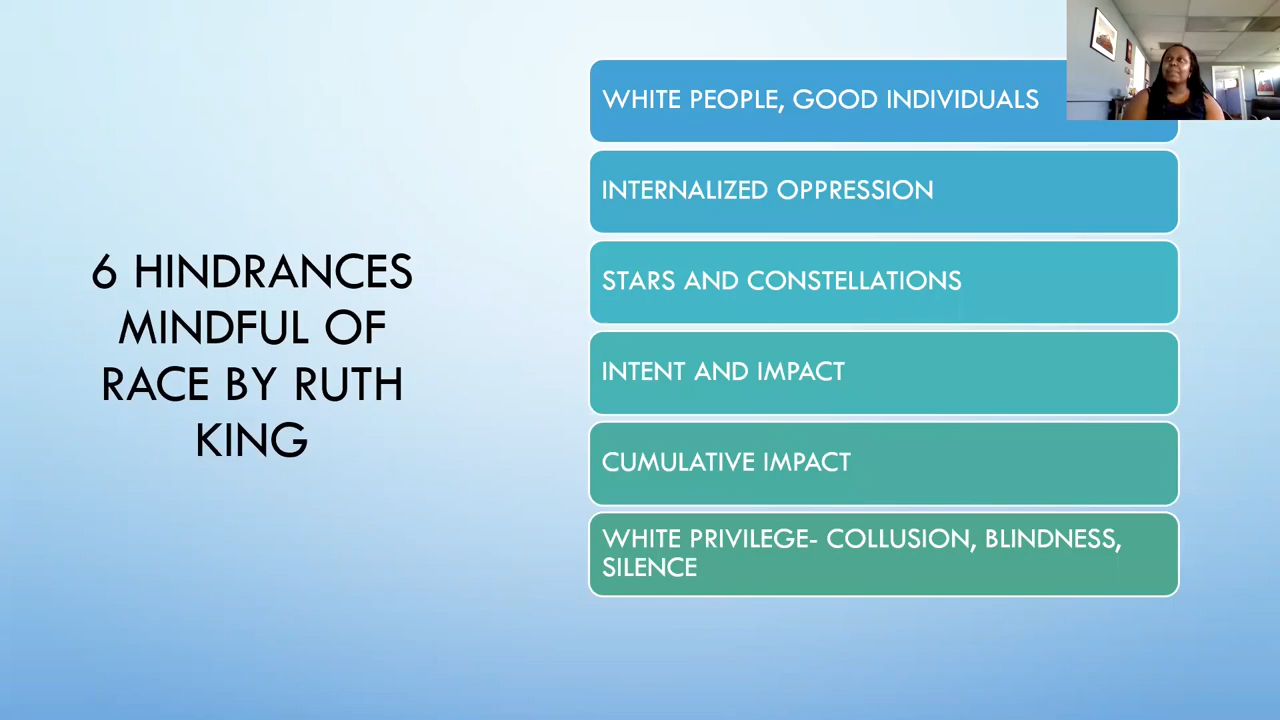 6 HINDRANCES
MINDFUL OF
RACE BY RUTH
KING
WHITE PEOPLE, GOOD INDIVIDUALS
INTERNALIZED OPPRESSION
STARS AND CONSTELLATIONS
INTENT AND IMPACT
CUMULATIVE IMPACT
WHITE PRIVILEGE- COLLUSION, BLINDNESS,
SILENCE